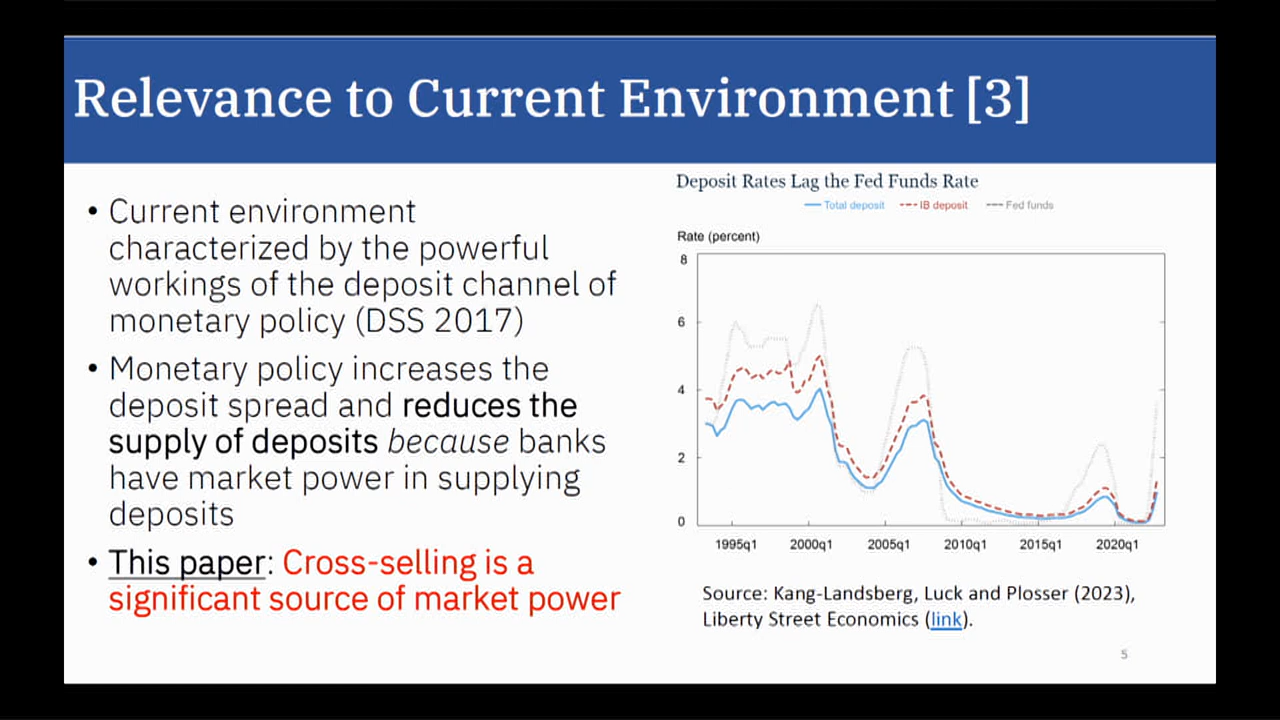 Relevance to Current Environment [3]
• Current environment
characterized by the powerful
workings of the deposit channel of
monetary policy (DSS 2017)
• Monetary policy increases the
deposit spread and reduces the
supply of deposits because banks
have market power in supplying
deposits
• This paper: Cross-selling is a
significant source of market power
Deposit Rates Lag the Fed Funds Rate
Total deposit IB deposit Fed funds
Rate (percent)
8
6
4
2
0
1995q1 2000q1 2005q1 2010q1 2015q1 2020q1
Source: Kang-Landsberg, Luck and Plosser (2023),
Liberty Street Economics (link).
5